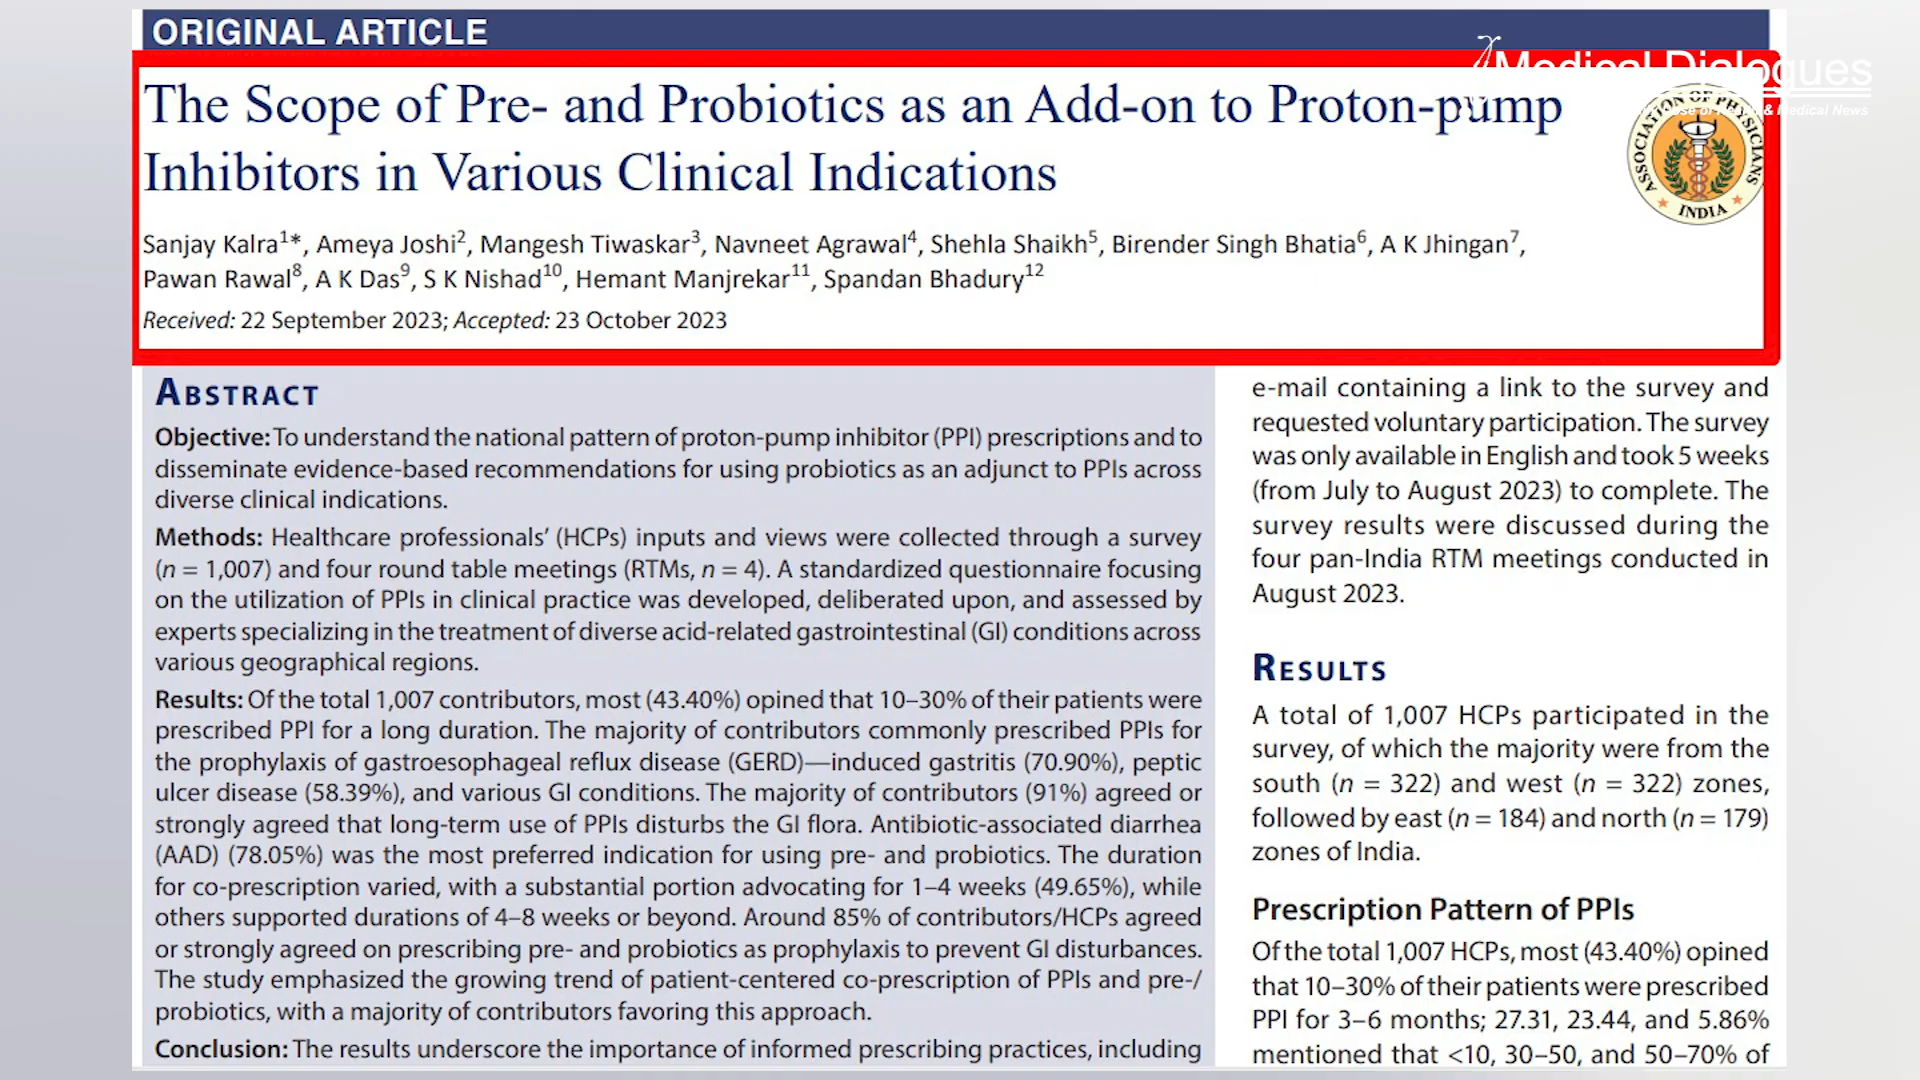 ORIGINAL ARTICLE
Medical Dialogues
& Medical News
The Scope of Pre- and Probiotics as an Add-on to Proton-pump
Inhibitors in Various Clinical Indications
ASSOCIATION OF PHYSICIANS
INDIA
Sanjay Kalra1*, Ameya Joshi2, Mangesh Tiwaskar3, Navneet Agrawal4, Shehla Shaikh5, Birender Singh Bhatia6, A K Jhingan7,
Pawan Rawal8, A K Das9, S K Nishad10, Hemant Manjrekar11, Spandan Bhadury12
Received: 22 September 2023; Accepted: 23 October 2023
ABSTRACT
Objective: To understand the national pattern of proton-pump inhibitor (PPI) prescriptions and to
disseminate evidence-based recommendations for using probiotics as an adjunct to PPIs across
diverse clinical indications.
Methods: Healthcare professionals' (HCPs) inputs and views were collected through a survey
(n = 1,007) and four round table meetings (RTMs, n = 4). A standardized questionnaire focusing
on the utilization of PPIs in clinical practice was developed, deliberated upon, and assessed by
experts specializing in the treatment of diverse acid-related gastrointestinal (GI) conditions across
various geographical regions.
Results: Of the total 1,007 contributors, most (43.40%) opined that 10–30% of their patients were
prescribed PPI for a long duration. The majority of contributors commonly prescribed PPIs for
the prophylaxis of gastroesophageal reflux disease (GERD)—induced gastritis (70.90%), peptic
ulcer disease (58.39%), and various GI conditions. The majority of contributors (91%) agreed or
strongly agreed that long-term use of PPIs disturbs the GI flora. Antibiotic-associated diarrhea
(AAD) (78.05%) was the most preferred indication for using pre- and probiotics. The duration
for co-prescription varied, with a substantial portion advocating for 1–4 weeks (49.65%), while
others supported durations of 4–8 weeks or beyond. Around 85% of contributors/HCPs agreed
or strongly agreed on prescribing pre- and probiotics as prophylaxis to prevent GI disturbances.
The study emphasized the growing trend of patient-centered co-prescription of PPIs and pre-/
probiotics, with a majority of contributors favoring this approach.
Conclusion: The results underscore the importance of informed prescribing practices, including
e-mail containing a link to the survey and
requested voluntary participation. The survey
was only available in English and took 5 weeks
(from July to August 2023) to complete. The
survey results were discussed during the
four pan-India RTM meetings conducted in
August 2023.
RESULTS
A total of 1,007 HCPs participated in the
survey, of which the majority were from the
south (n = 322) and west (n = 322) zones,
followed by east (n = 184) and north (n = 179)
zones of India.
Prescription Pattern of PPIs
Of the total 1,007 HCPs, most (43.40%) opined
that 10–30% of their patients were prescribed
PPI for 3–6 months; 27.31, 23.44, and 5.86%
mentioned that <10, 30–50, and 50–70% of